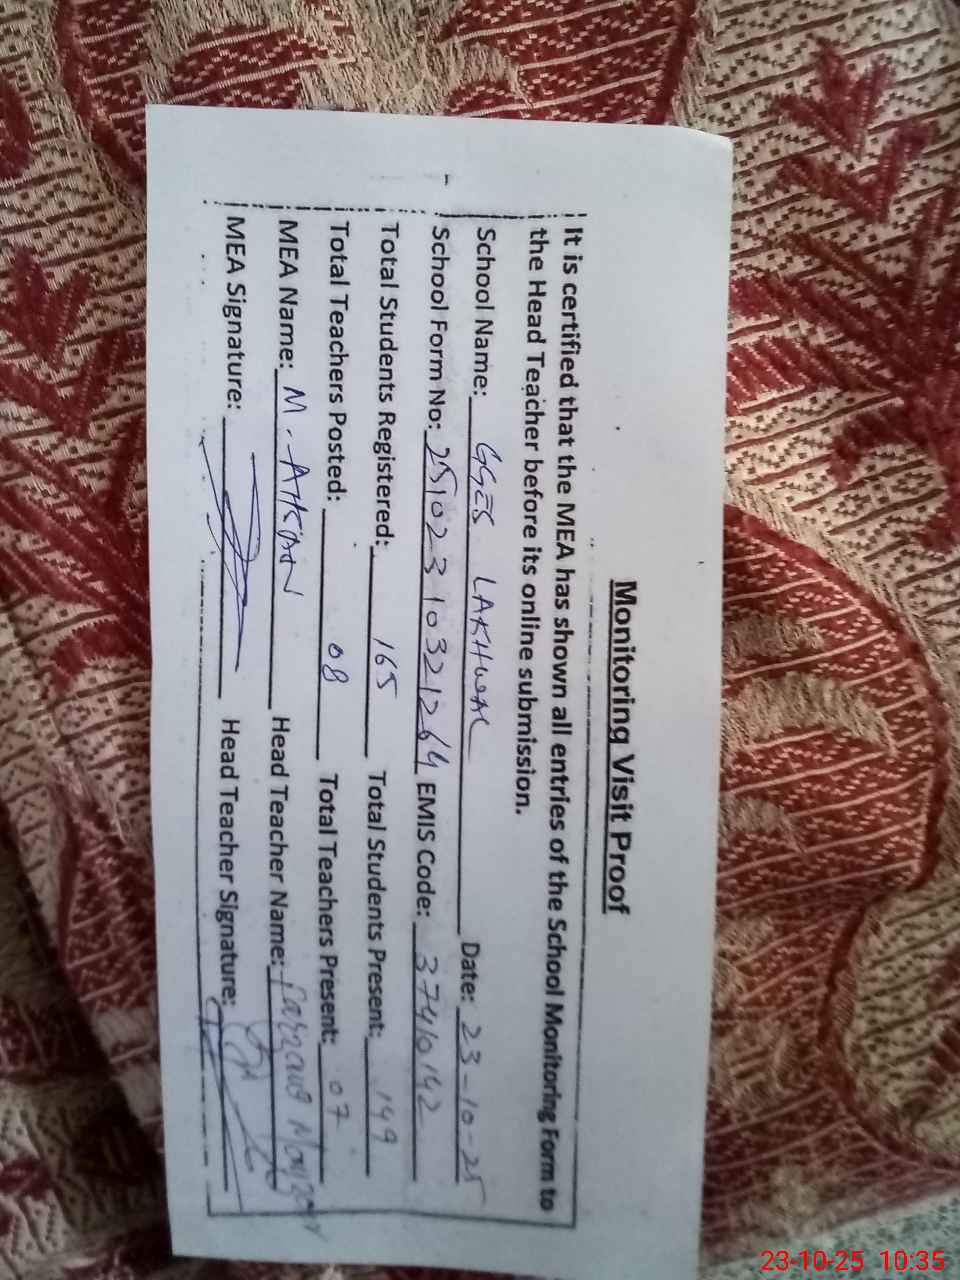 Monitoring Visit Proof
It is certified that the MEA has shown all entries of the School Monitoring Form to
the Head Teacher before its online submission.
School Name: GGES LAKHWAL Date: 23-10-25
School Form No: 25102310321264 EMIS Code: 37410142
Total Students Registered: 165 Total Students Present: 149
Total Teachers Posted: 08 Total Teachers Present: 07
MEA Name: M. AHSAN Head Teacher Name: Farzana
MEA Signature: Head Teacher Signature:
23-10-25 10:35